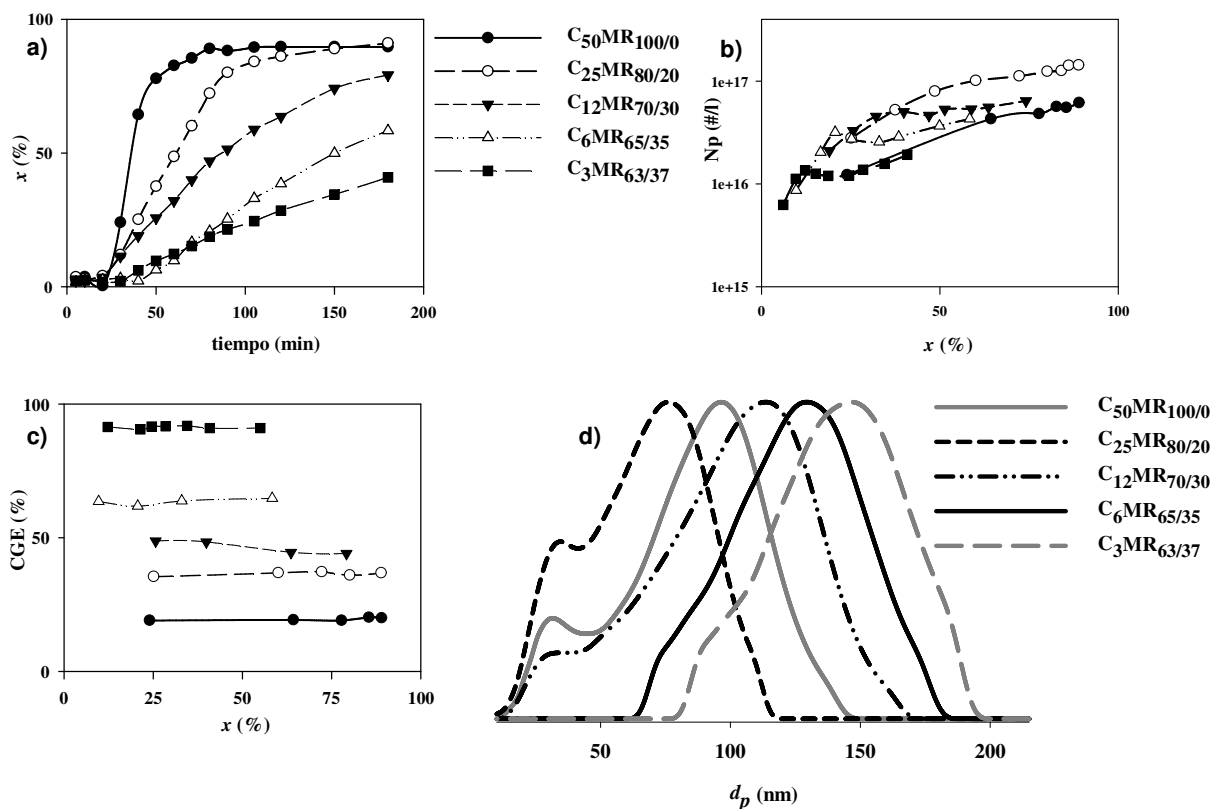 a)
100
50
0
x (%)
0 50 100 150 200
tiempo (min)
C50MR100/0
C25MR80/20
C12MR70/30
C6MR65/35
C3MR63/37
b)
1e+17
1e+16
1e+15
Np (#/l)
0 50 100
x (%)
c)
100
50
0
CGE (%)
0 25 50 75 100
x (%)
d)
50 100 150 200
dp (nm)
C50MR100/0
C25MR80/20
C12MR70/30
C6MR65/35
C3MR63/37